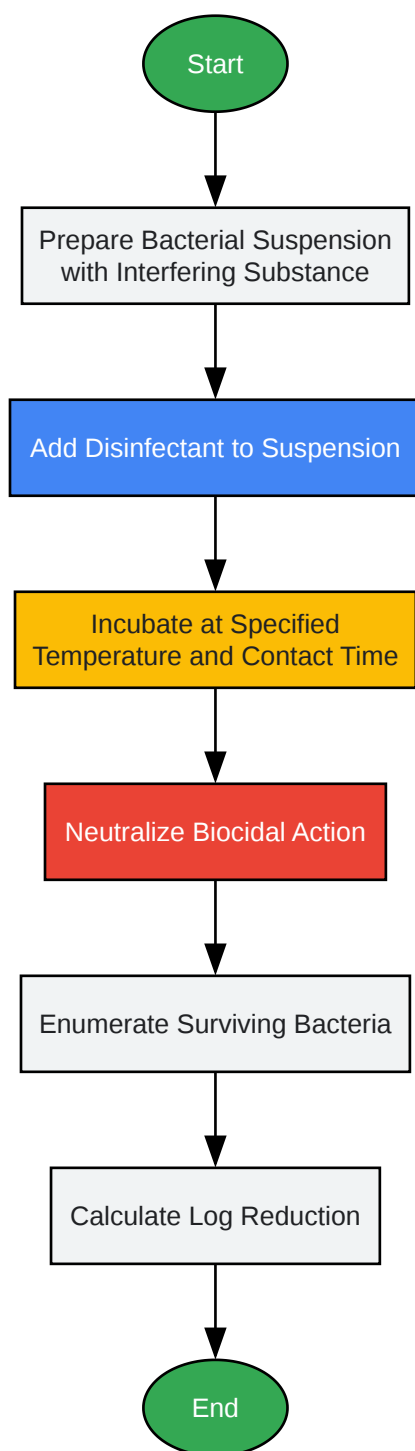 Start
Prepare Bacterial Suspension
with Interfering Substance
Add Disinfectant to Suspension
Incubate at Specified
Temperature and Contact Time
Neutralize Biocidal Action
Enumerate Surviving Bacteria
Calculate Log Reduction
End